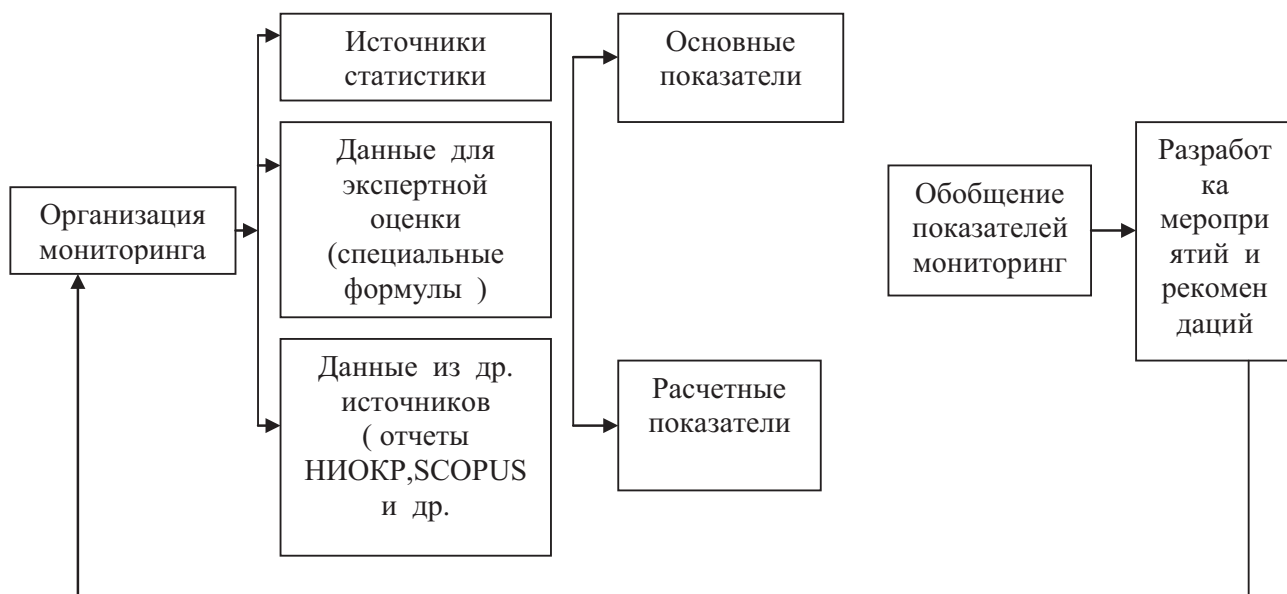 Организация
мониторинга
Источники
статистики
Данные для
экспертной
оценки
(специальные
формулы )
Данные из др.
источников
( отчеты
НИОКР,SCOPUS
и др.
Основные
показатели
Расчетные
показатели
Обобщение
показателей
мониторинг
Разработ
ка
меропри
ятий и
рекомен
даций